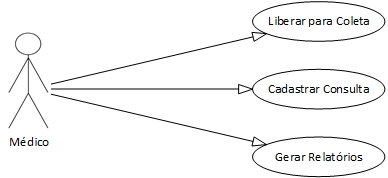 Liberar para Coleta
Cadastrar Consulta
Médico
Gerar Relatórios